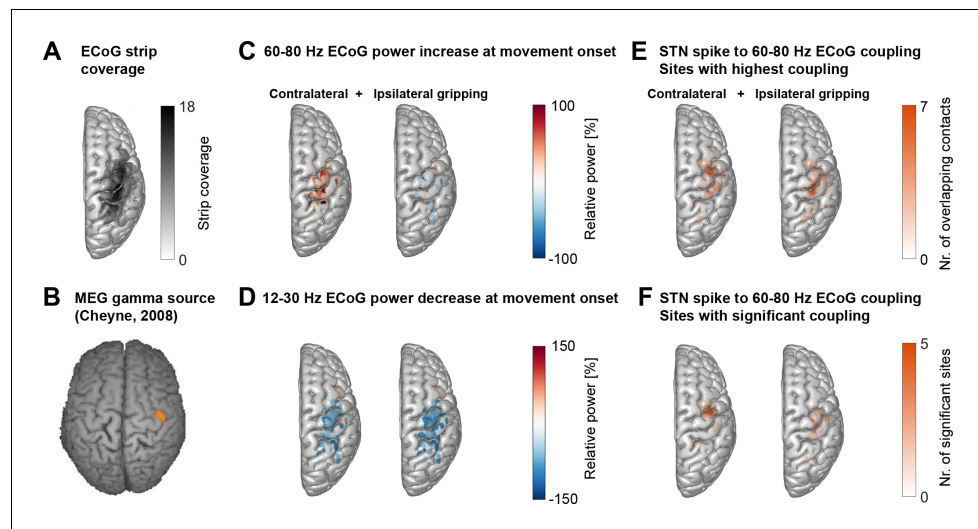 A ECoG strip
coverage
18
Strip coverage
0
B MEG gamma source
(Cheyne, 2008)
C 60-80 Hz ECoG power increase at movement onset
Contralateral + Ipsilateral gripping
100
Relative power [%]
-100
D 12-30 Hz ECoG power decrease at movement onset
150
Relative power [%]
-150
E STN spike to 60-80 Hz ECoG coupling
Sites with highest coupling
Contralateral + Ipsilateral gripping
7
Nr. of overlapping contacts
0
F STN spike to 60-80 Hz ECoG coupling
Sites with significant coupling
5
Nr. of significant sites
0